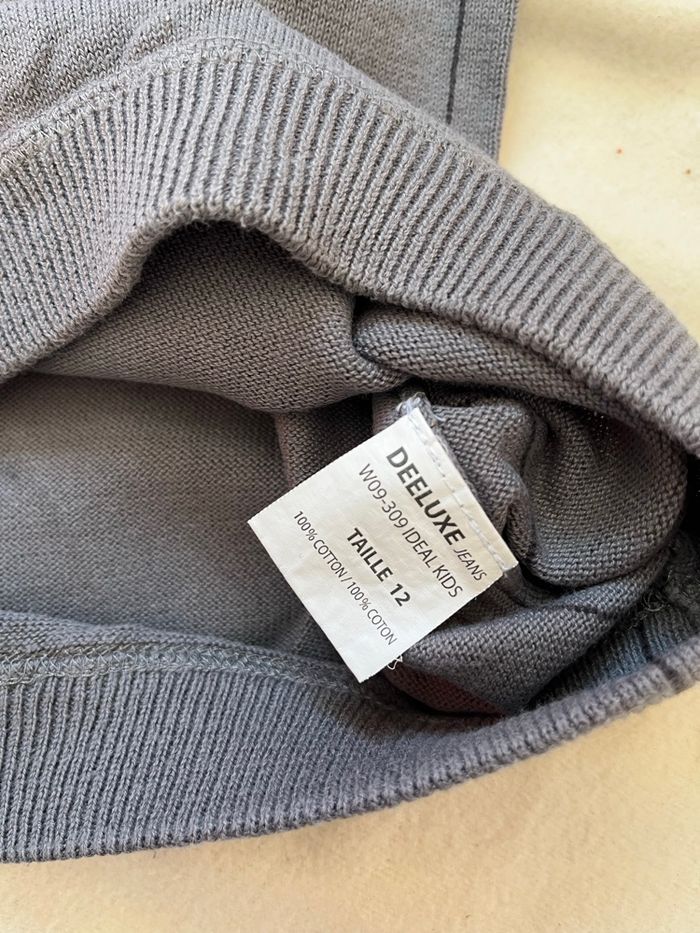 DEELUXE JEANS
W09-309 IDEAL KIDS
TAILLE 12
100% COTTON / 100% COTON